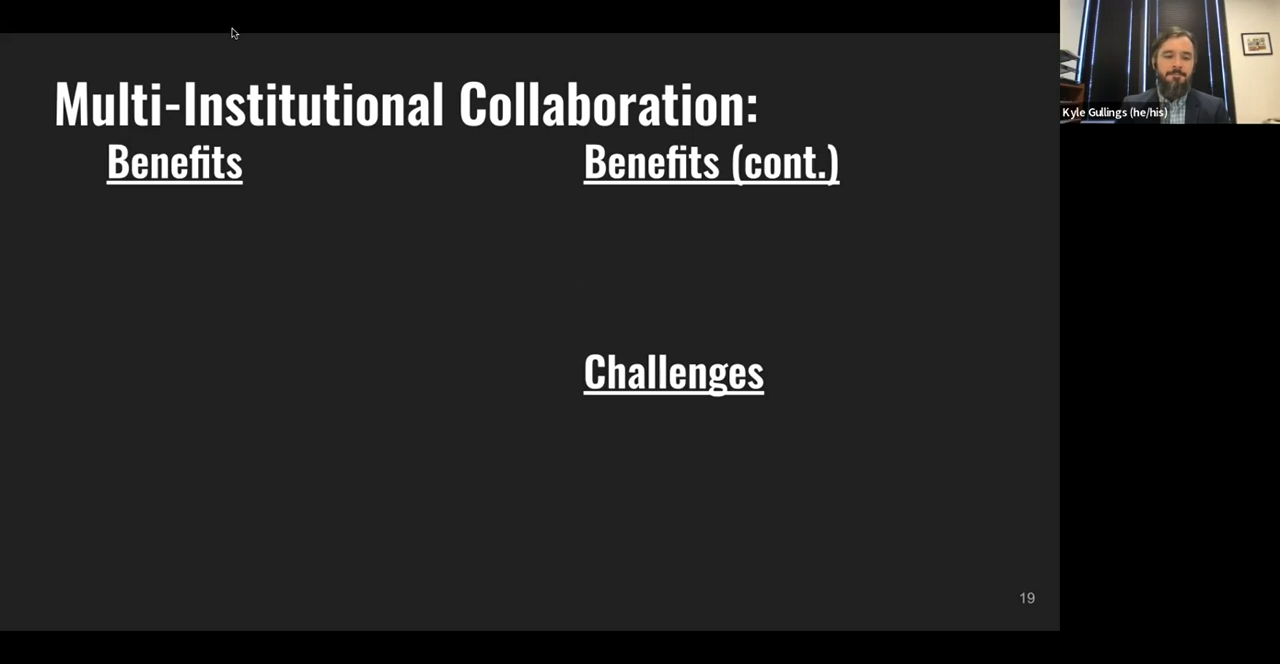 Multi-Institutional Collaboration:
Benefits
Benefits (cont.)
Challenges
19
Kyle Gullings (he/his)